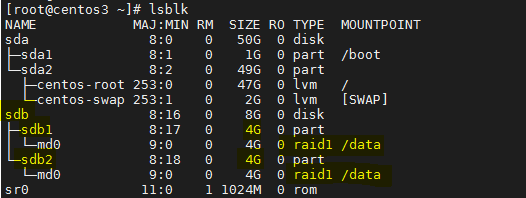 [root@centos3 ~]# lsblk
NAME            MAJ:MIN RM  SIZE RO TYPE  MOUNTPOINT
sda               8:0    0   50G  0 disk
├─sda1            8:1    0    1G  0 part  /boot
└─sda2            8:2    0   49G  0 part
  ├─centos-root 253:0    0   47G  0 lvm   /
  └─centos-swap 253:1    0    2G  0 lvm   [SWAP]
sdb               8:16   0    8G  0 disk
├─sdb1            8:17   0    4G  0 part
│ └─md0           9:0    0    4G  0 raid1 /data
└─sdb2            8:18   0    4G  0 part
  └─md0           9:0    0    4G  0 raid1 /data
sr0              11:0    1 1024M  0 rom